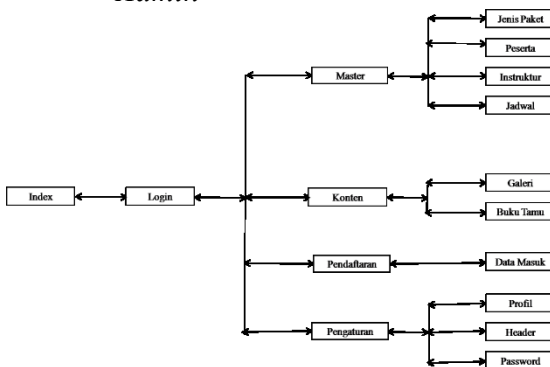 Jenis Paket
Peserta
Master
Instruktur
Jadwal
Galeri
Index
Login
Konten
Buku Tamu
Pendaftaran
Data Masuk
Profil
Pengaturan
Header
Password